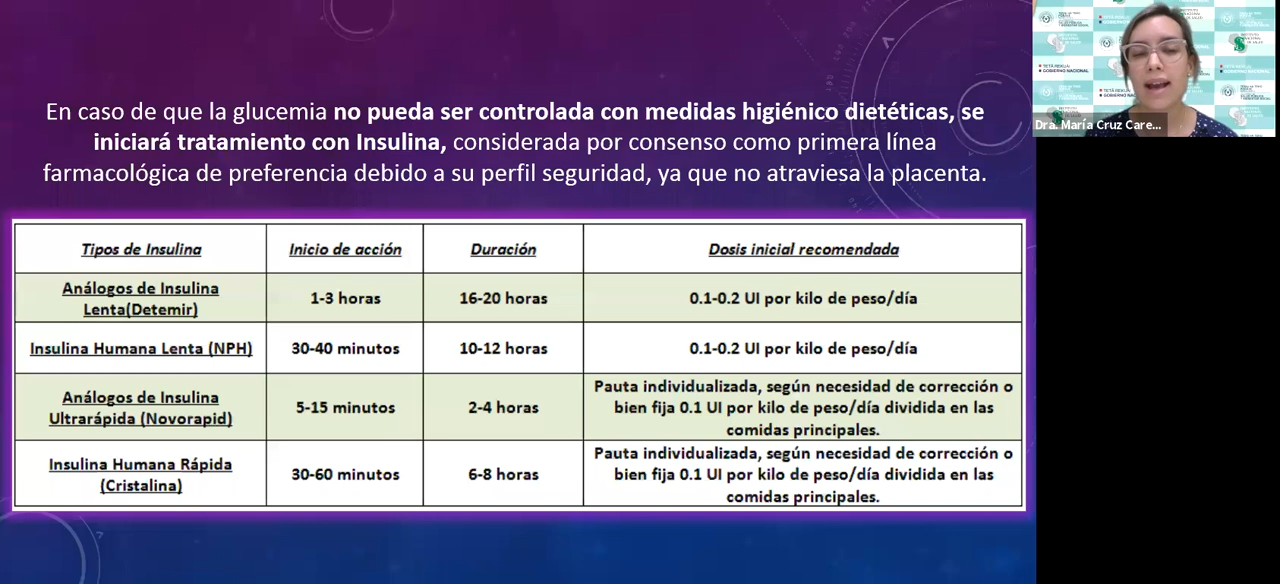 En caso de que la glucemia no pueda ser controlada con medidas higiénico dietéticas, se
iniciará tratamiento con Insulina, considerada por consenso como primera línea
farmacológica de preferencia debido a su perfil seguridad, ya que no atraviesa la placenta.
Tipos de Insulina Inicio de acción Duración Dosis inicial recomendada
Análogos de Insulina
Lenta(Detemir) 1-3 horas 16-20 horas 0.1-0.2 UI por kilo de peso/día
Insulina Humana Lenta (NPH) 30-40 minutos 10-12 horas 0.1-0.2 UI por kilo de peso/día
Análogos de Insulina
Ultrarápida (Novorapid) 5-15 minutos 2-4 horas
Pauta individualizada, según necesidad de corrección o
bien fija 0.1 UI por kilo de peso/día dividida en las
comidas principales.
Insulina Humana Rápida
(Cristalina) 30-60 minutos 6-8 horas
Pauta individualizada, según necesidad de corrección o
bien fija 0.1 UI por kilo de peso/día dividida en las
comidas principales.
Dra. María Cruz Care...
GOBIERNO NACIONAL